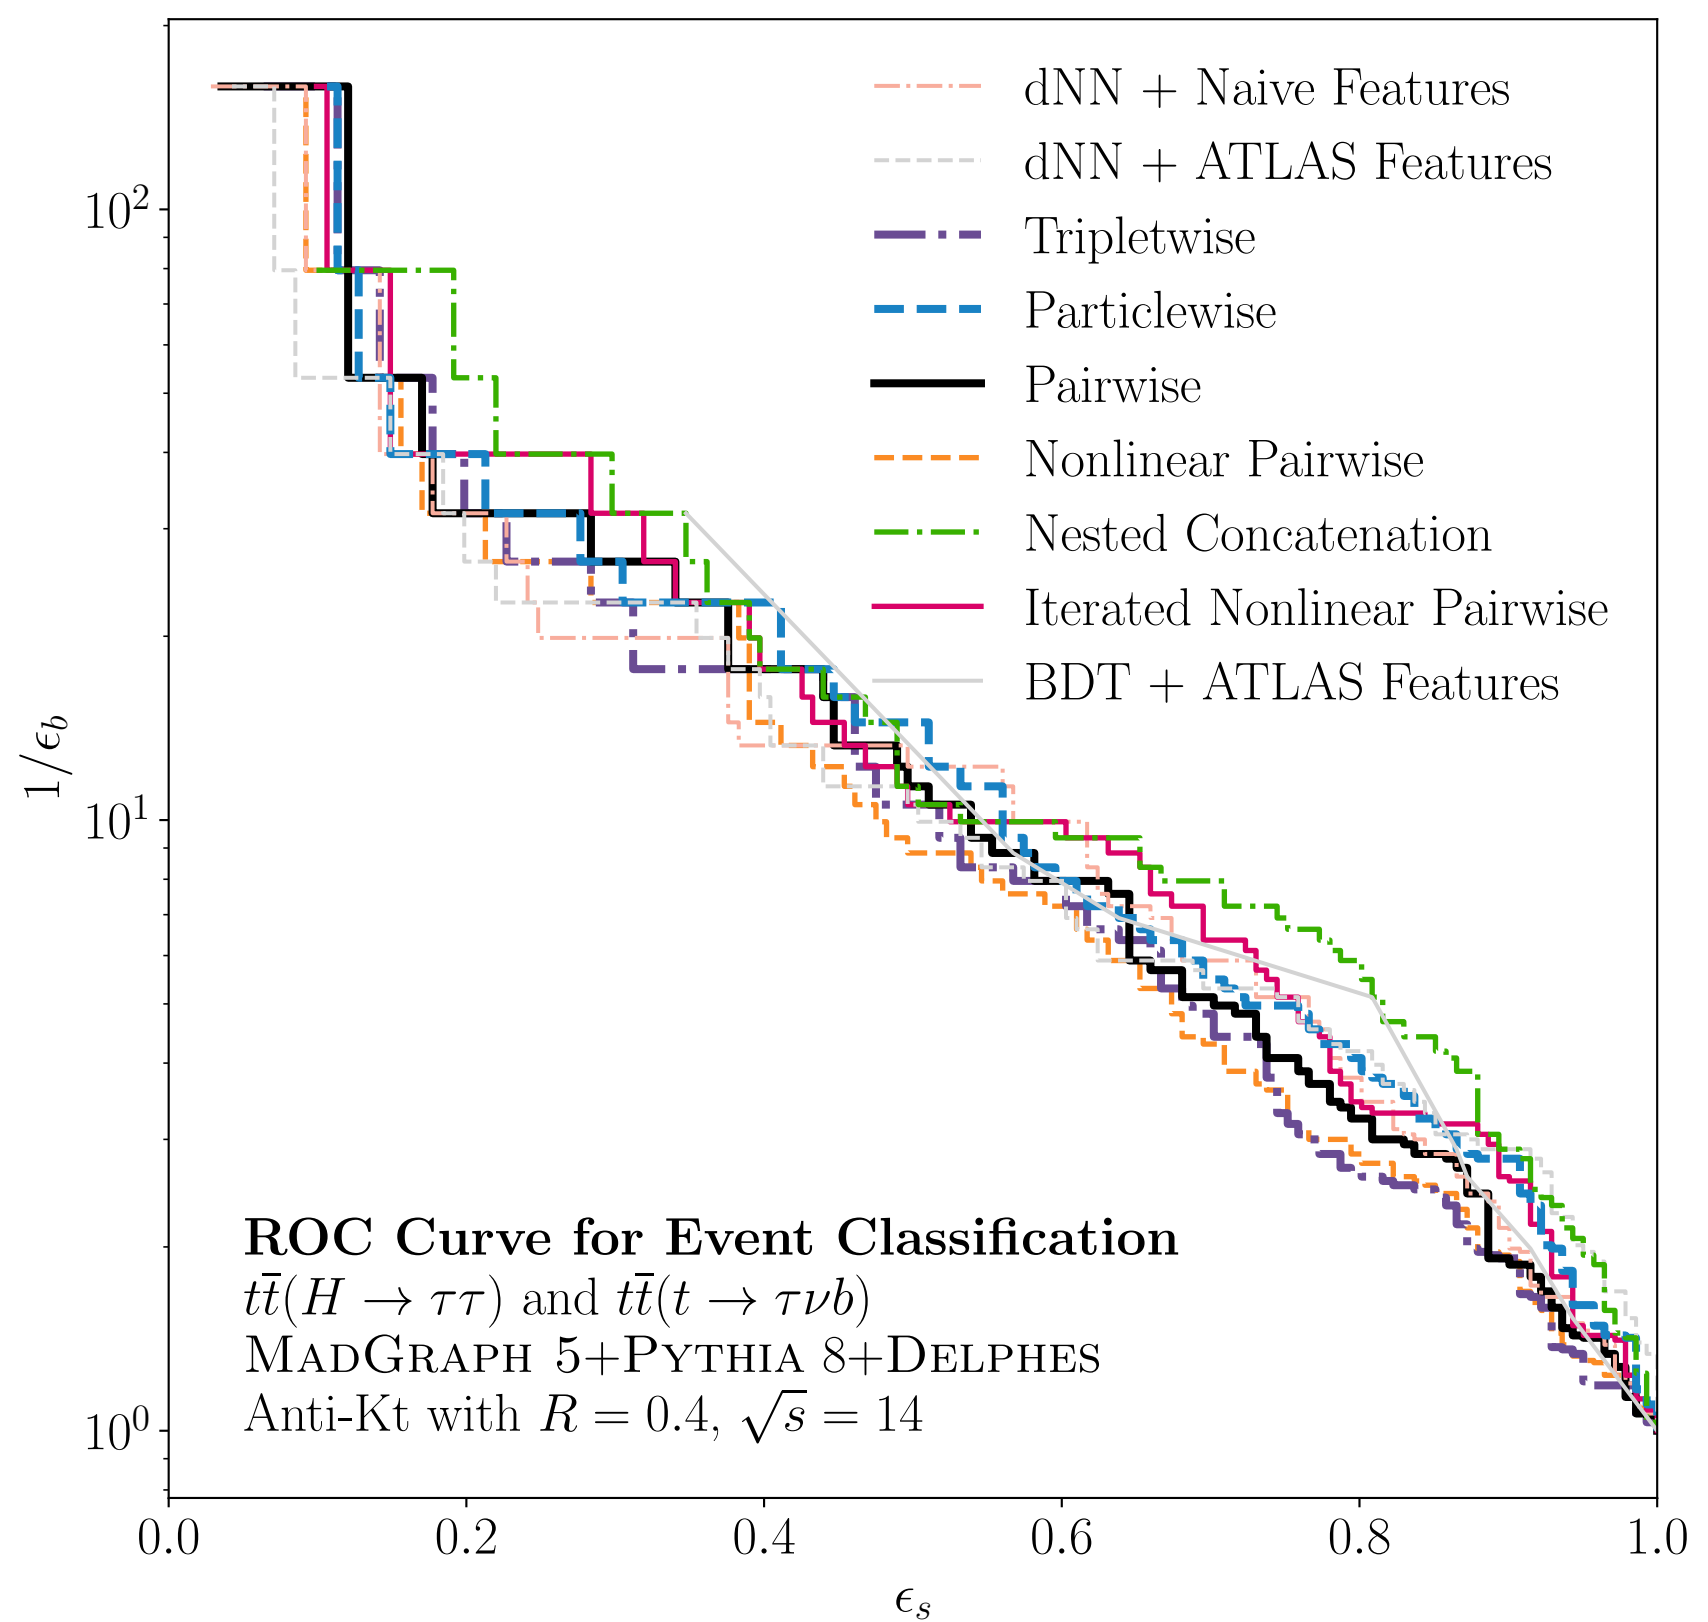 10²
10¹
10⁰
1/ϵ_b
dNN + Naive Features
dNN + ATLAS Features
Tripletwise
Particlewise
Pairwise
Nonlinear Pairwise
Nested Concatenation
Iterated Nonlinear Pairwise
BDT + ATLAS Features
ROC Curve for Event Classification
tt̅(H → ττ) and tt̅(t → τνb)
MADGRAPH 5+PYTHIA 8+DELPHES
Anti-Kt with R = 0.4, √s = 14
0.0 0.2 0.4 0.6 0.8 1.0
ϵ_s